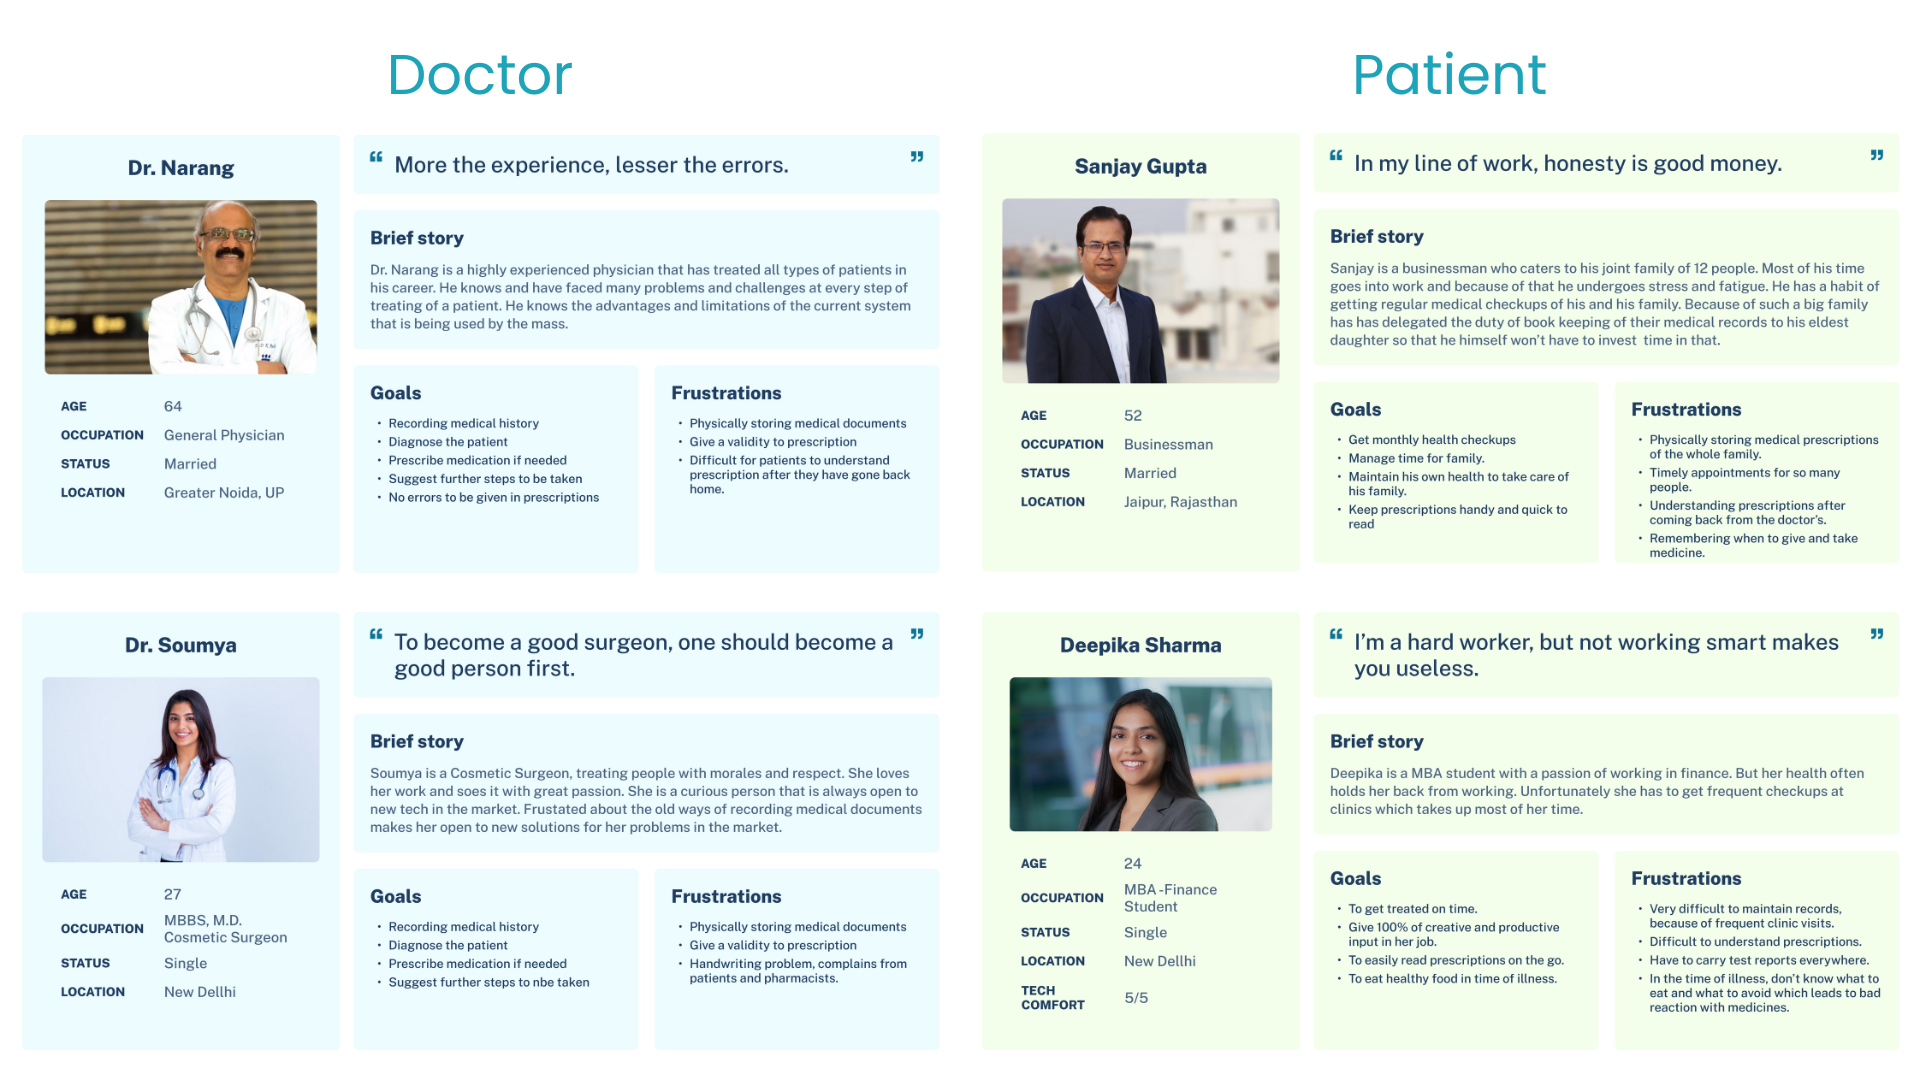 Doctor
Patient
Dr. Narang
AGE 64
OCCUPATION General Physician
STATUS Married
LOCATION Greater Noida, UP
“ More the experience, lesser the errors. ”
Brief story
Dr. Narang is a highly experienced physician that has treated all types of patients in
his career. He knows and have faced many problems and challenges at every step of
treating of a patient. He knows the advantages and limitations of the current system
that is being used by the mass.
Goals
• Recording medical history
• Diagnose the patient
• Prescribe medication if needed
• Suggest further steps to be taken
• No errors to be given in prescriptions
Frustrations
• Physically storing medical documents
• Give a validity to prescription
• Difficult for patients to understand
prescription after they have gone back
home.
Sanjay Gupta
AGE 52
OCCUPATION Businessman
STATUS Married
LOCATION Jaipur, Rajasthan
“ In my line of work, honesty is good money. ”
Brief story
Sanjay is a businessman who caters to his joint family of 12 people. Most of his time
goes into work and because of that he undergoes stress and fatigue. He has a habit of
getting regular medical checkups of his and his family. Because of such a big family
has has delegated the duty of book keeping of their medical records to his eldest
daughter so that he himself won’t have to invest time in that.
Goals
• Get monthly health checkups
• Manage time for family.
• Maintain his own health to take care of
his family.
• Keep prescriptions handy and quick to
read
Frustrations
• Physically storing medical prescriptions
of the whole family.
• Timely appointments for so many
people.
• Understanding prescriptions after
coming back from the doctor’s.
• Remembering when to give and take
medicine.
Dr. Soumya
AGE 27
OCCUPATION MBBS, M.D.
Cosmetic Surgeon
STATUS Single
LOCATION New Dellhi
“ To become a good surgeon, one should become a ”
good person first.
Brief story
Soumya is a Cosmetic Surgeon, treating people with morales and respect. She loves
her work and soes it with great passion. She is a curious person that is always open to
new tech in the market. Frustated about the old ways of recording medical documents
makes her open to new solutions for her problems in the market.
Goals
• Recording medical history
• Diagnose the patient
• Prescribe medication if needed
• Suggest further steps to nbe taken
Frustrations
• Physically storing medical documents
• Give a validity to prescription
• Handwriting problem, complains from
patients and pharmacists.
Deepika Sharma
AGE 24
OCCUPATION MBA -Finance
Student
STATUS Single
LOCATION New Dellhi
TECH
COMFORT 5/5
“ I’m a hard worker, but not working smart makes ”
you useless.
Brief story
Deepika is a MBA student with a passion of working in finance. But her health often
holds her back from working. Unfortunately she has to get frequent checkups at
clinics which takes up most of her time.
Goals
• To get treated on time.
• Give 100% of creative and productive
input in her job.
• To easily read prescriptions on the go.
• To eat healthy food in time of illness.
Frustrations
• Very difficult to maintain records,
because of frequent clinic visits.
• Difficult to understand prescriptions.
• Have to carry test reports everywhere.
• In the time of illness, don’t know what to
eat and what to avoid which leads to bad
reaction with medicines.